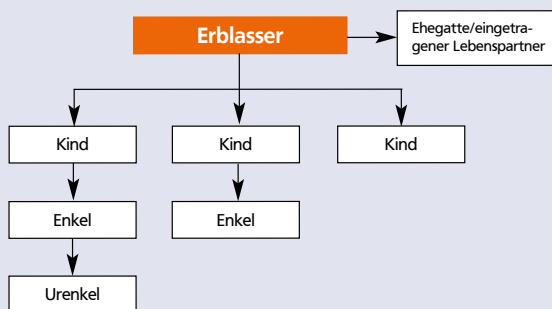 Erblasser
Ehegatte/eingetra-
gener Lebenspartner
Kind
Kind
Kind
Enkel
Enkel
Urenkel